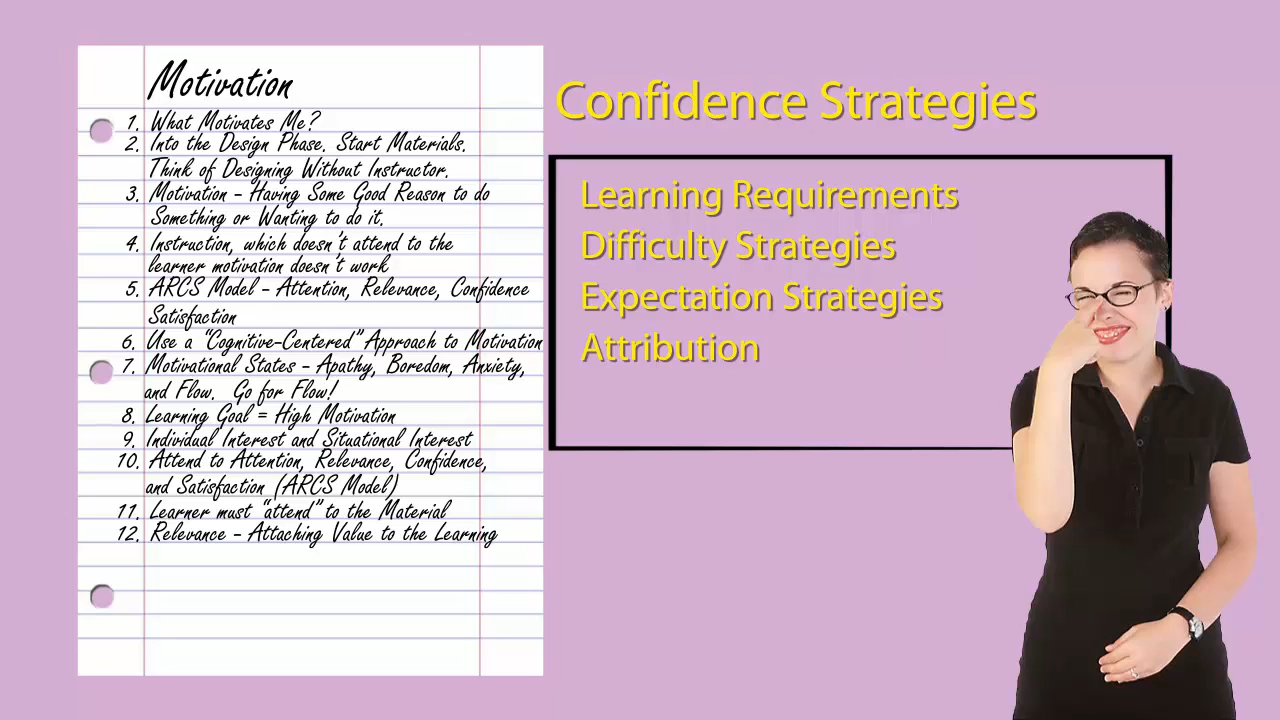 Motivation
1. What Motivates Me?
2. Into the Design Phase. Start Materials.
Think of Designing Without Instructor.
3. Motivation - Having Some Good Reason to do
Something or Wanting to do it.
4. Instruction, which doesn't attend to the
learner motivation doesn't work
5. ARCS Model - Attention, Relevance, Confidence
Satisfaction
6. Use a "Cognitive-Centered" Approach to Motivation
7. Motivational States - Apathy, Boredom, Anxiety,
and Flow. Go for Flow!
8. Learning Goal = High Motivation
9. Individual Interest and Situational Interest
10. Attend to Attention, Relevance, Confidence,
and Satisfaction (ARCS Model)
11. Learner must "attend" to the Material
12. Relevance - Attaching Value to the Learning
Confidence Strategies
Learning Requirements
Difficulty Strategies
Expectation Strategies
Attribution